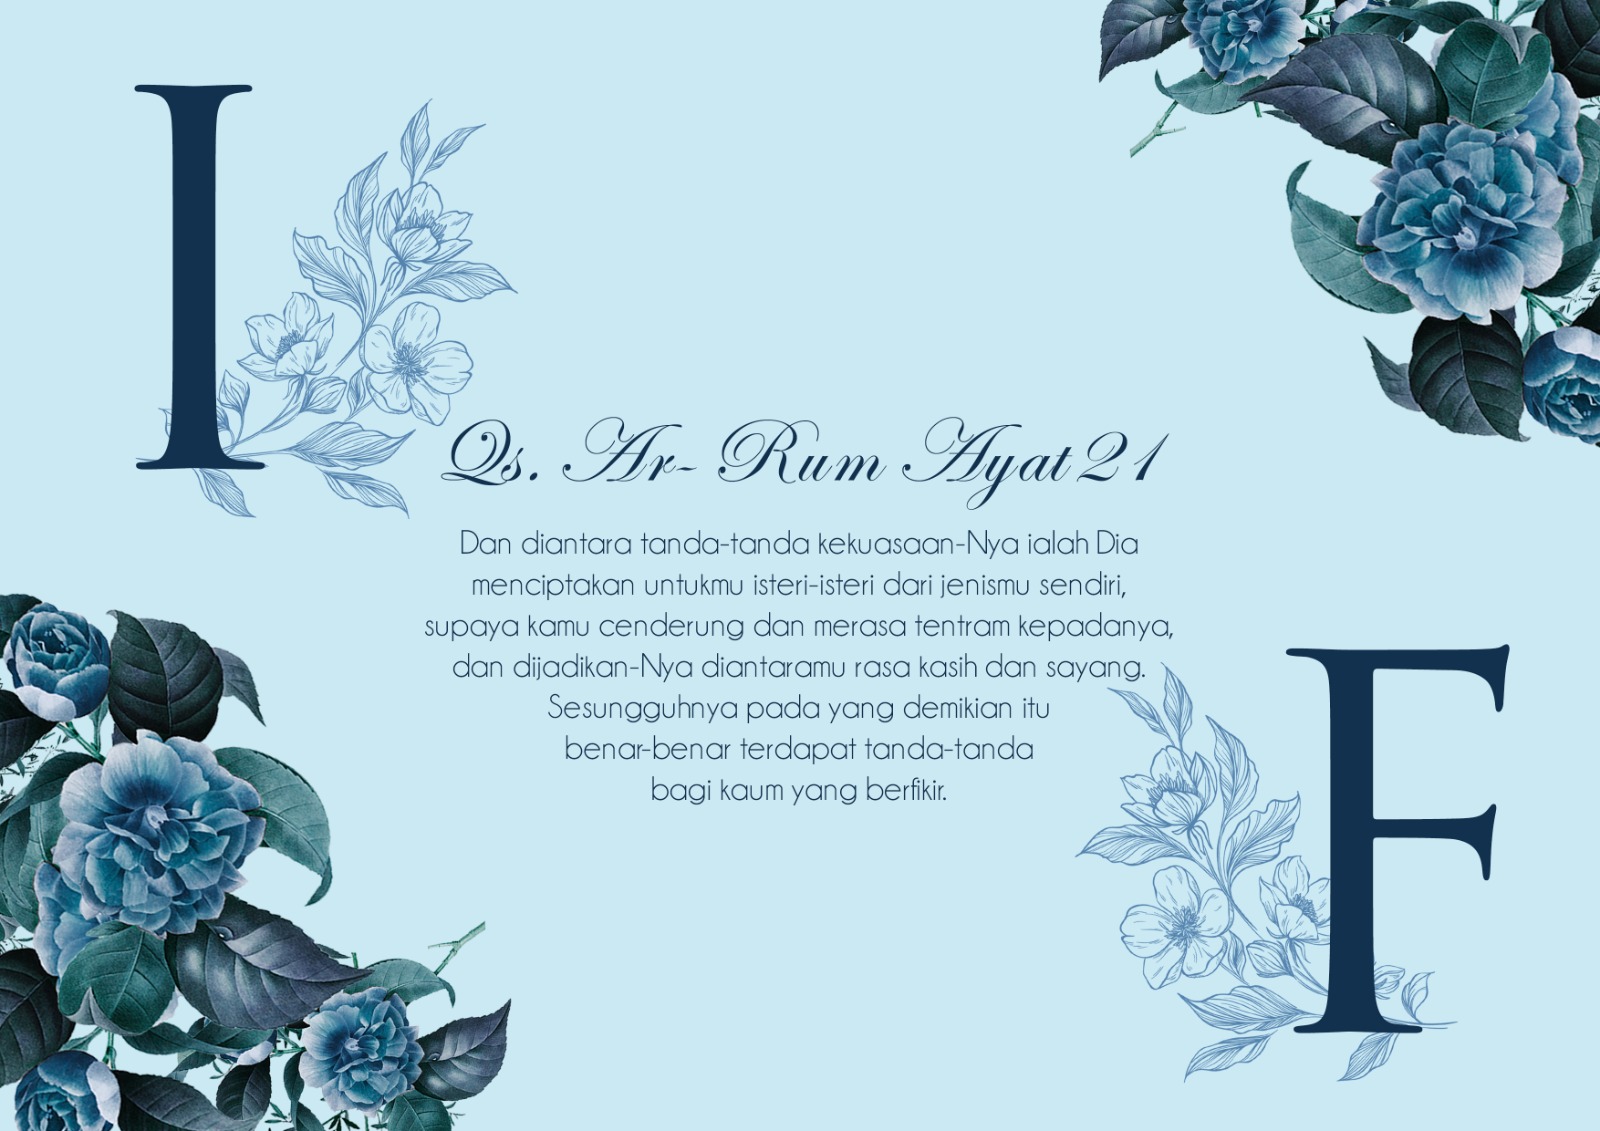 I
Qs. Ar- Rum Ayat 21
Dan diantara tanda-tanda kekuasaan-Nya ialah Dia
menciptakan untukmu isteri-isteri dari jenismu sendiri,
supaya kamu cenderung dan merasa tentram kepadanya,
dan dijadikan-Nya diantaramu rasa kasih dan sayang.
Sesungguhnya pada yang demikian itu
benar-benar terdapat tanda-tanda
bagi kaum yang berfikir.
F